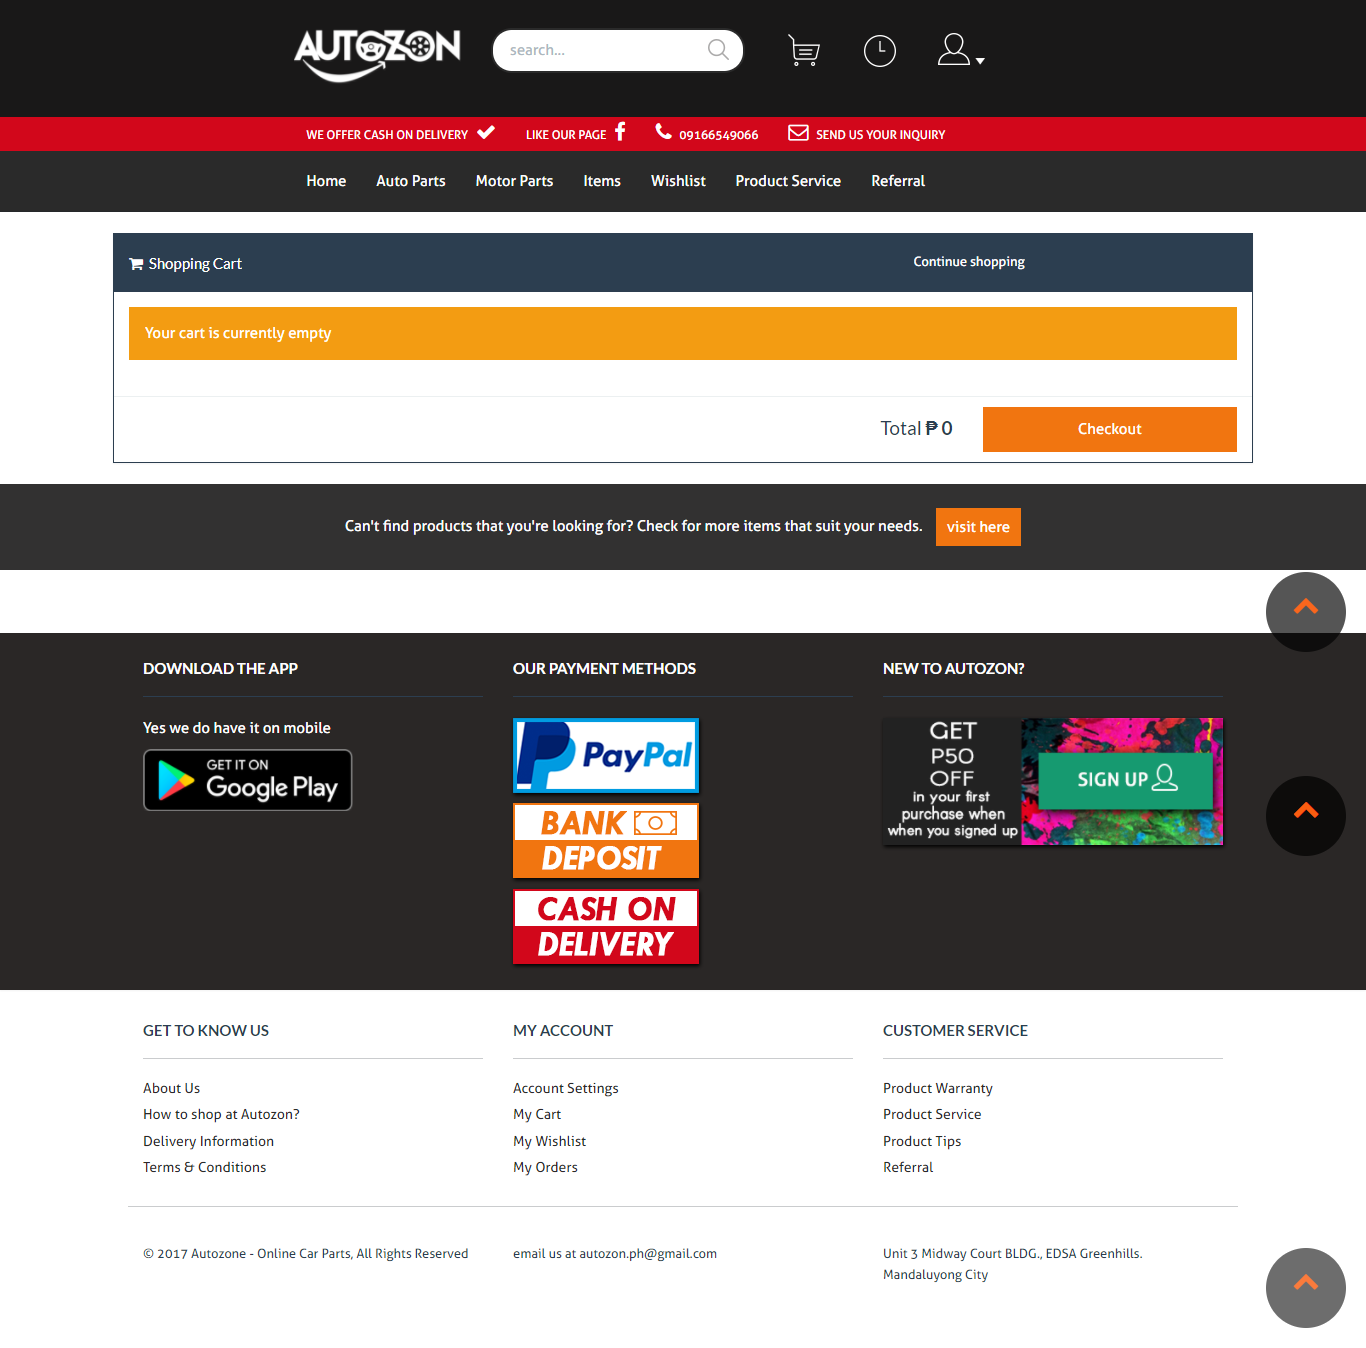 AUTOZON
search...
WE OFFER CASH ON DELIVERY
LIKE OUR PAGE
09166549066
SEND US YOUR INQUIRY
Home
Auto Parts
Motor Parts
Items
Wishlist
Product Service
Referral
Shopping Cart
Continue shopping
Your cart is currently empty
Total ₱ 0
Checkout
Can't find products that you're looking for? Check for more items that suit your needs.
visit here
DOWNLOAD THE APP
Yes we do have it on mobile
GET IT ON
Google Play
OUR PAYMENT METHODS
PayPal
BANK
DEPOSIT
CASH ON
DELIVERY
NEW TO AUTOZON?
GET
P50
OFF
in your first
purchase when
when you signed up
SIGN UP
GET TO KNOW US
About Us
How to shop at Autozon?
Delivery Information
Terms & Conditions
MY ACCOUNT
Account Settings
My Cart
My Wishlist
My Orders
CUSTOMER SERVICE
Product Warranty
Product Service
Product Tips
Referral
© 2017 Autozone - Online Car Parts, All Rights Reserved
email us at autozon.ph@gmail.com
Unit 3 Midway Court BLDG., EDSA Greenhills.
Mandaluyong City